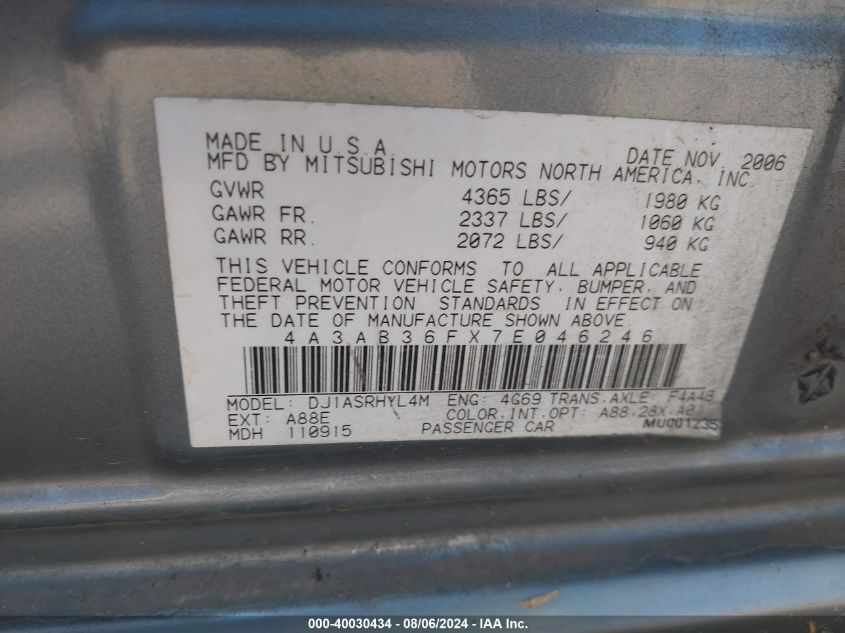 MADE IN U.S.A. DATE NOV. 2006
MFD BY MITSUBISHI MOTORS NORTH AMERICA, INC.
GVWR 4365 LBS/ 1980 KG
GAWR FR. 2337 LBS/ 1060 KG
GAWR RR. 2072 LBS/ 940 KG
THIS VEHICLE CONFORMS TO ALL APPLICABLE
FEDERAL MOTOR VEHICLE SAFETY, BUMPER, AND
THEFT PREVENTION STANDARDS IN EFFECT ON
THE DATE OF MANUFACTURE SHOWN ABOVE.
4A3AB36FX7E046246
MODEL: DJ1ASRHYL4M ENG: 4G69 TRANS.AXLE F4A4B
EXT: A88E COLOR.INT.OPT: A88.28X.A0
MDH 110915 PASSENGER CAR MU001235
000-40030434 - 08/06/2024 - IAA Inc.